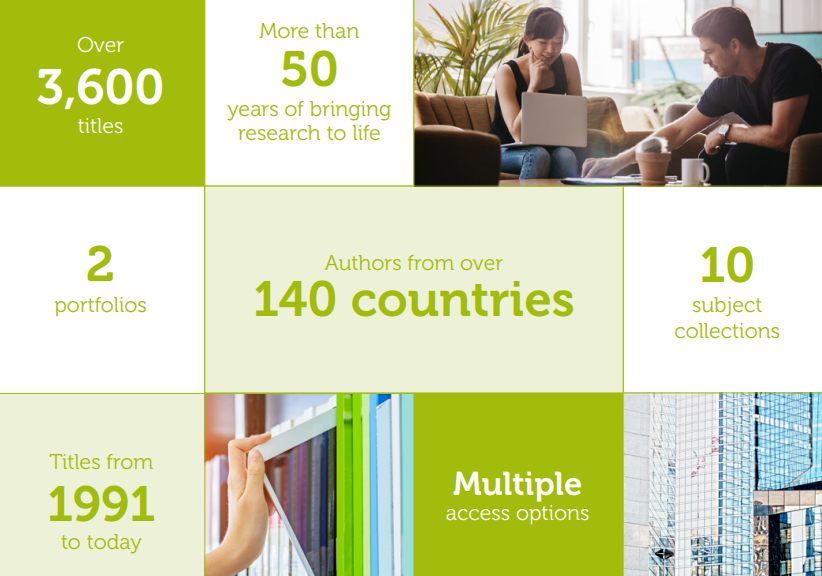 Over
3,600
titles
More than
50
years of bringing
research to life
2
portfolios
Authors from over
140 countries
10
subject
collections
Titles from
1991
to today
Multiple
access options